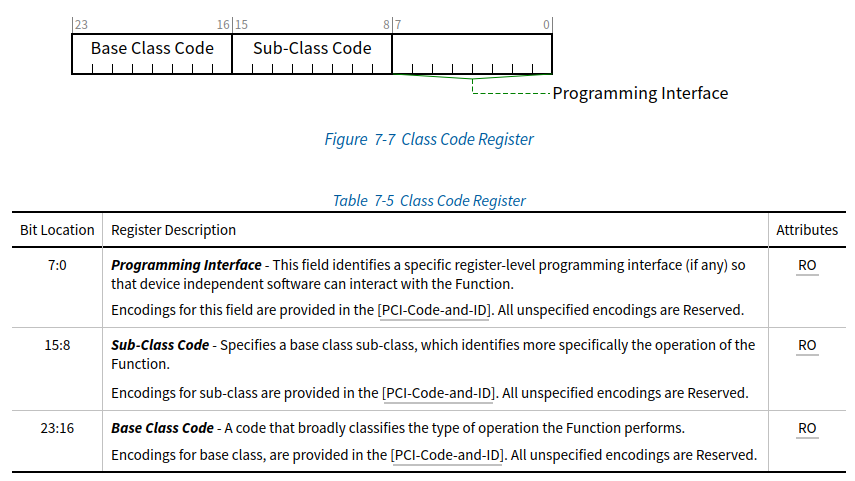 23 16 15 8 7 0
Base Class Code Sub-Class Code
Programming Interface
Figure 7-7 Class Code Register
Table 7-5 Class Code Register
Bit Location Register Description Attributes
7:0 Programming Interface - This field identifies a specific register-level programming interface (if any) so RO
that device independent software can interact with the Function.
Encodings for this field are provided in the [PCI-Code-and-ID]. All unspecified encodings are Reserved.
15:8 Sub-Class Code - Specifies a base class sub-class, which identifies more specifically the operation of the RO
Function.
Encodings for sub-class are provided in the [PCI-Code-and-ID]. All unspecified encodings are Reserved.
23:16 Base Class Code - A code that broadly classifies the type of operation the Function performs. RO
Encodings for base class, are provided in the [PCI-Code-and-ID]. All unspecified encodings are Reserved.